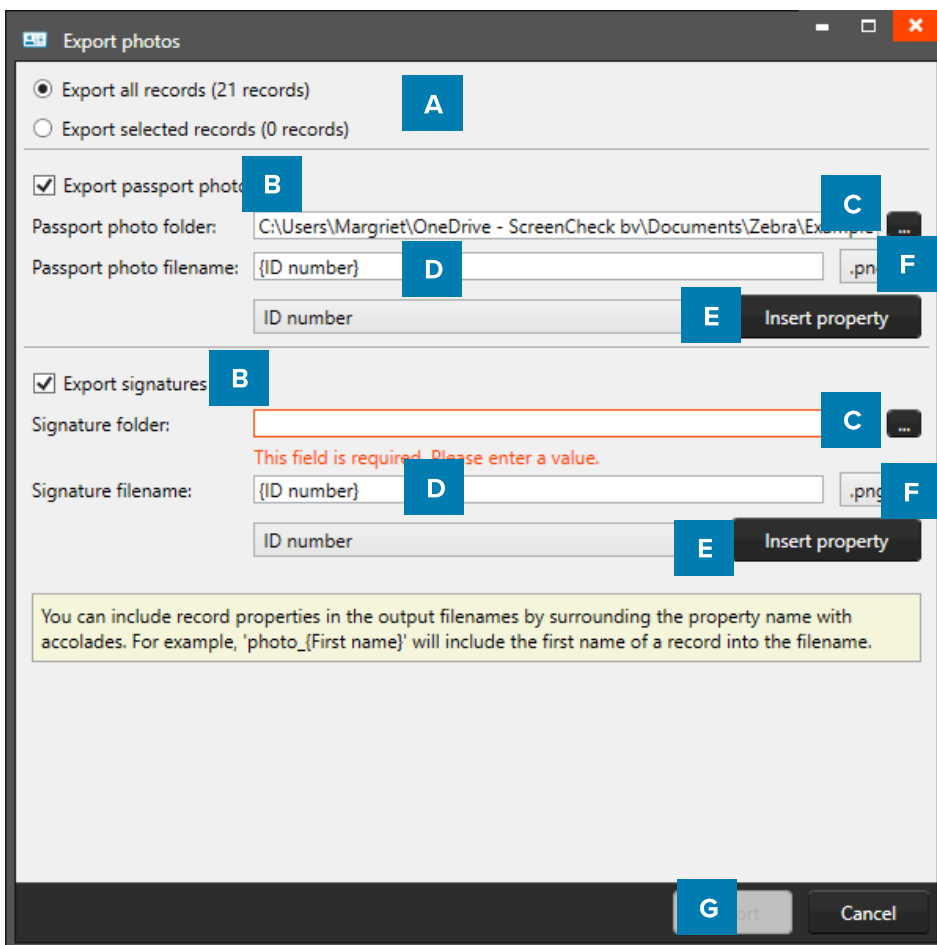 Export photos
Export all records (21 records)
A
Export selected records (0 records)
Export passport photo B
C
Passport photo folder: C:\Users\Margriet\OneDrive - ScreenCheck bv\Documents\Zebra\Example ...
Passport photo filename: {ID number} D .png F
ID number E Insert property
Export signatures B
Signature folder: C ...
This field is required. Please enter a value.
Signature filename: {ID number} D .png F
ID number E Insert property
You can include record properties in the output filenames by surrounding the property name with
accolades. For example, 'photo_{First name}' will include the first name of a record into the filename.
G Cancel